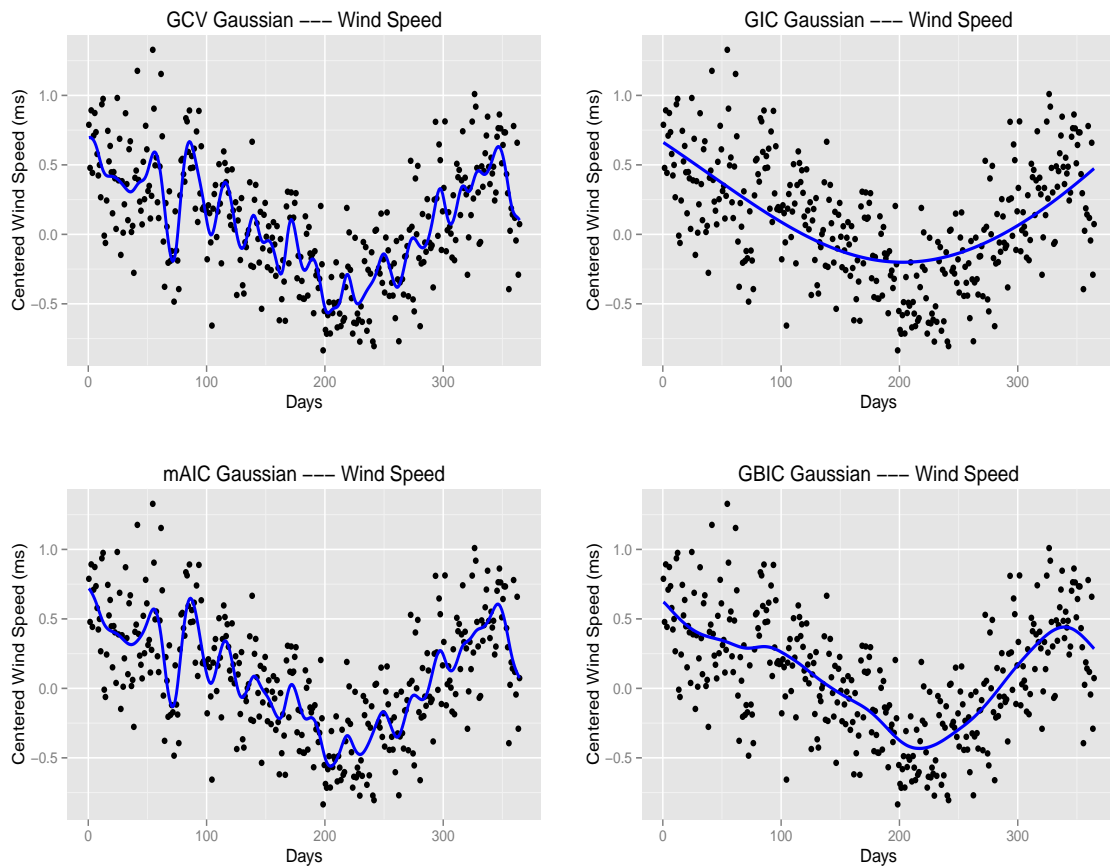 GCV Gaussian −−− Wind Speed
Centered Wind Speed (ms)
1.0
0.5
0.0
−0.5
0 100 200 300
Days
GIC Gaussian −−− Wind Speed
Centered Wind Speed (ms)
1.0
0.5
0.0
−0.5
0 100 200 300
Days
mAIC Gaussian −−− Wind Speed
Centered Wind Speed (ms)
1.0
0.5
0.0
−0.5
0 100 200 300
Days
GBIC Gaussian −−− Wind Speed
Centered Wind Speed (ms)
1.0
0.5
0.0
−0.5
0 100 200 300
Days